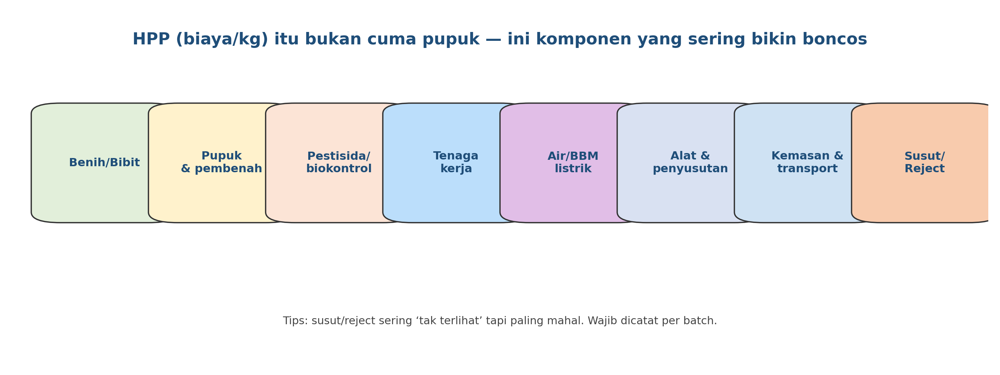 HPP (biaya/kg) itu bukan cuma pupuk — ini komponen yang sering bikin boncos
Benih/Bibit
Pupuk
& pembenah
Pestisida/
biokontrol
Tenaga
kerja
Air/BBM
listrik
Alat &
penyusutan
Kemasan &
transport
Susut/
Reject
Tips: susut/reject sering ‘tak terlihat’ tapi paling mahal. Wajib dicatat per batch.